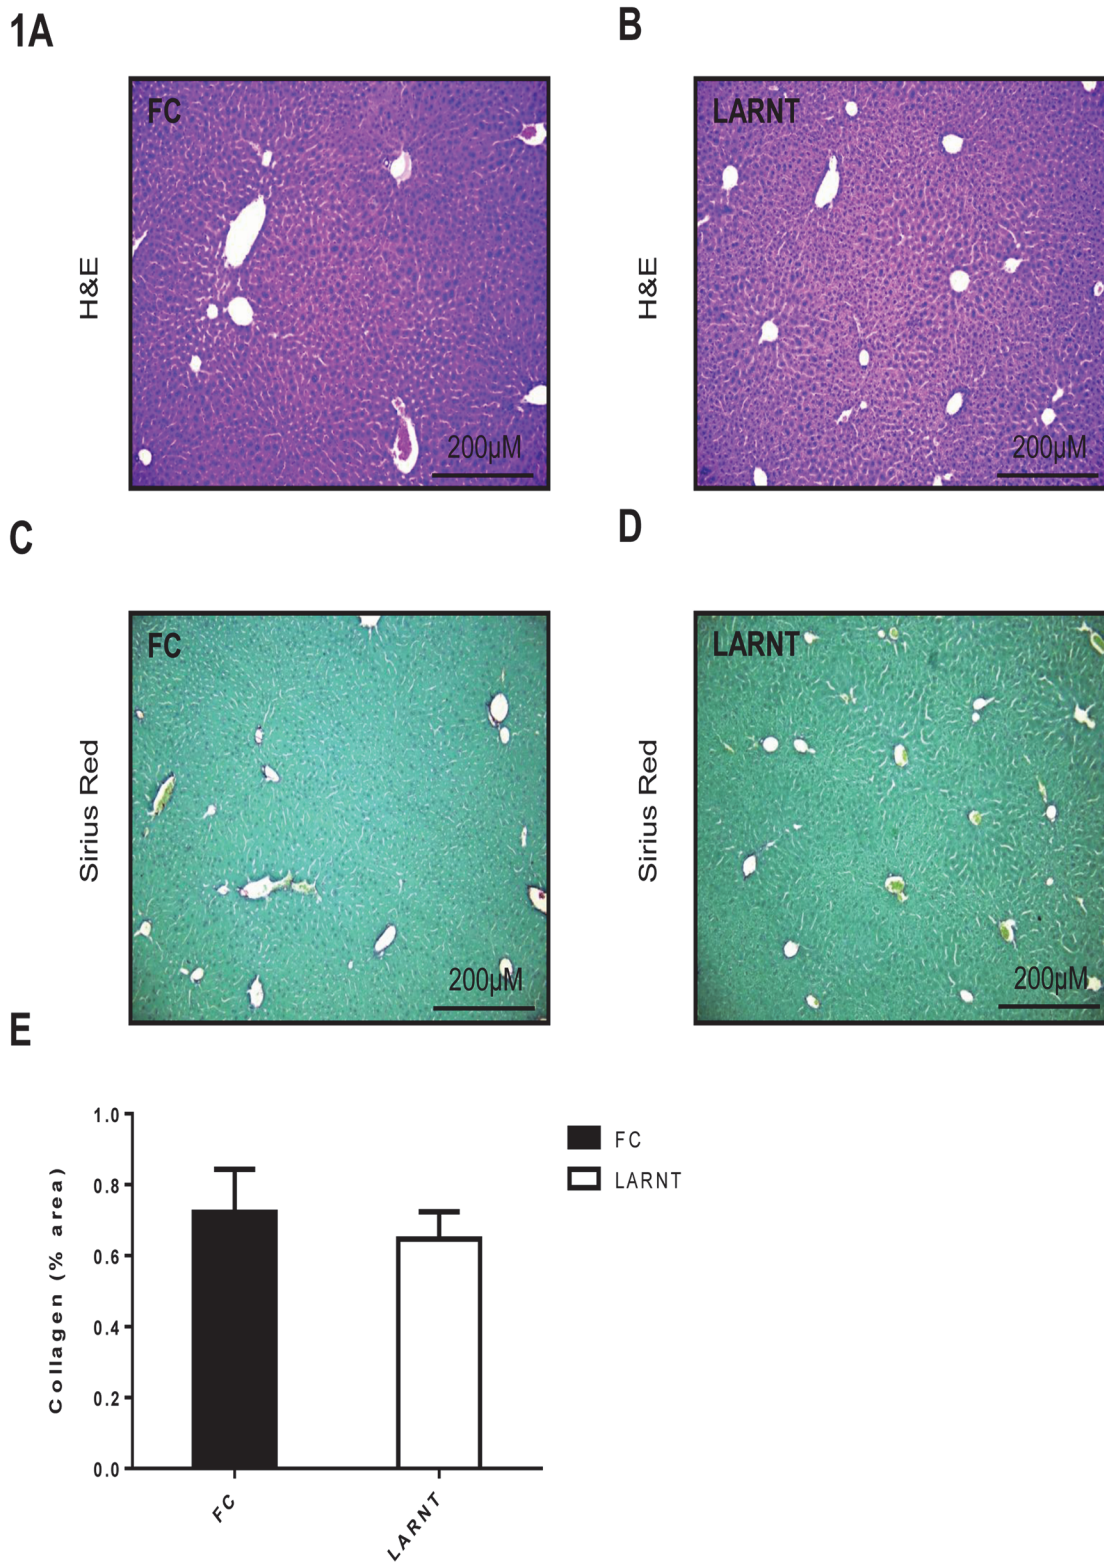 1A
B
FC
LARNT
H&E
H&E
200µM
200µM
C
D
FC
LARNT
Sirius Red
Sirius Red
200µM
200µM
E
1.0
0.8
0.6
0.4
0.2
0.0
Collagen (% area)
FC
LARNT
FC
LARNT